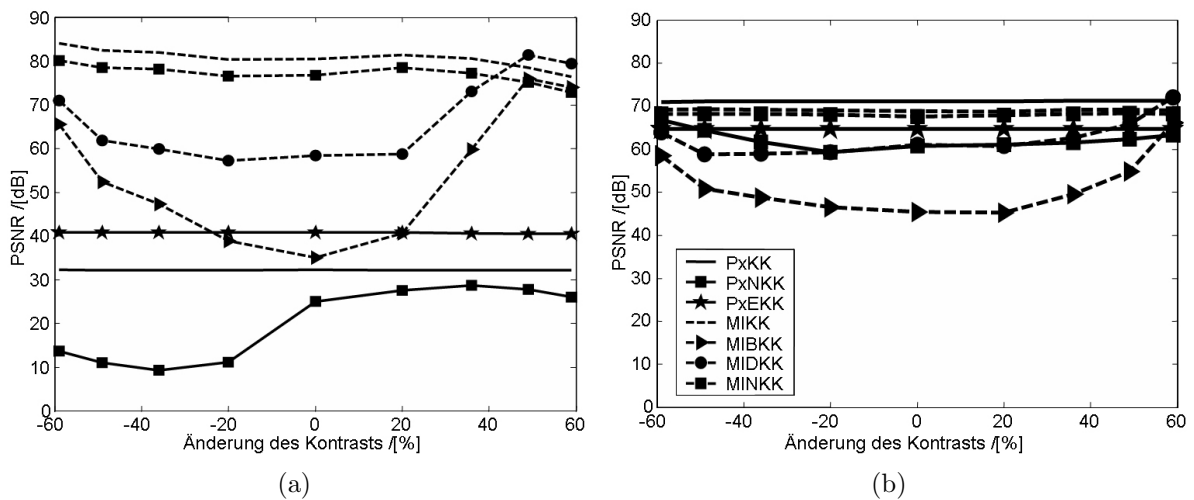 90
80
70
60
50
40
30
20
10
0
PSNR /[dB]
-60 -40 -20 0 20 40 60
Änderung des Kontrasts /[%]
(a)
90
80
70
60
50
40
30
20
10
0
PSNR /[dB]
PxKK
PxNKK
PxEKK
MIKK
MIBKK
MIDKK
MINKK
-60 -40 -20 0 20 40 60
Änderung des Kontrasts /[%]
(b)